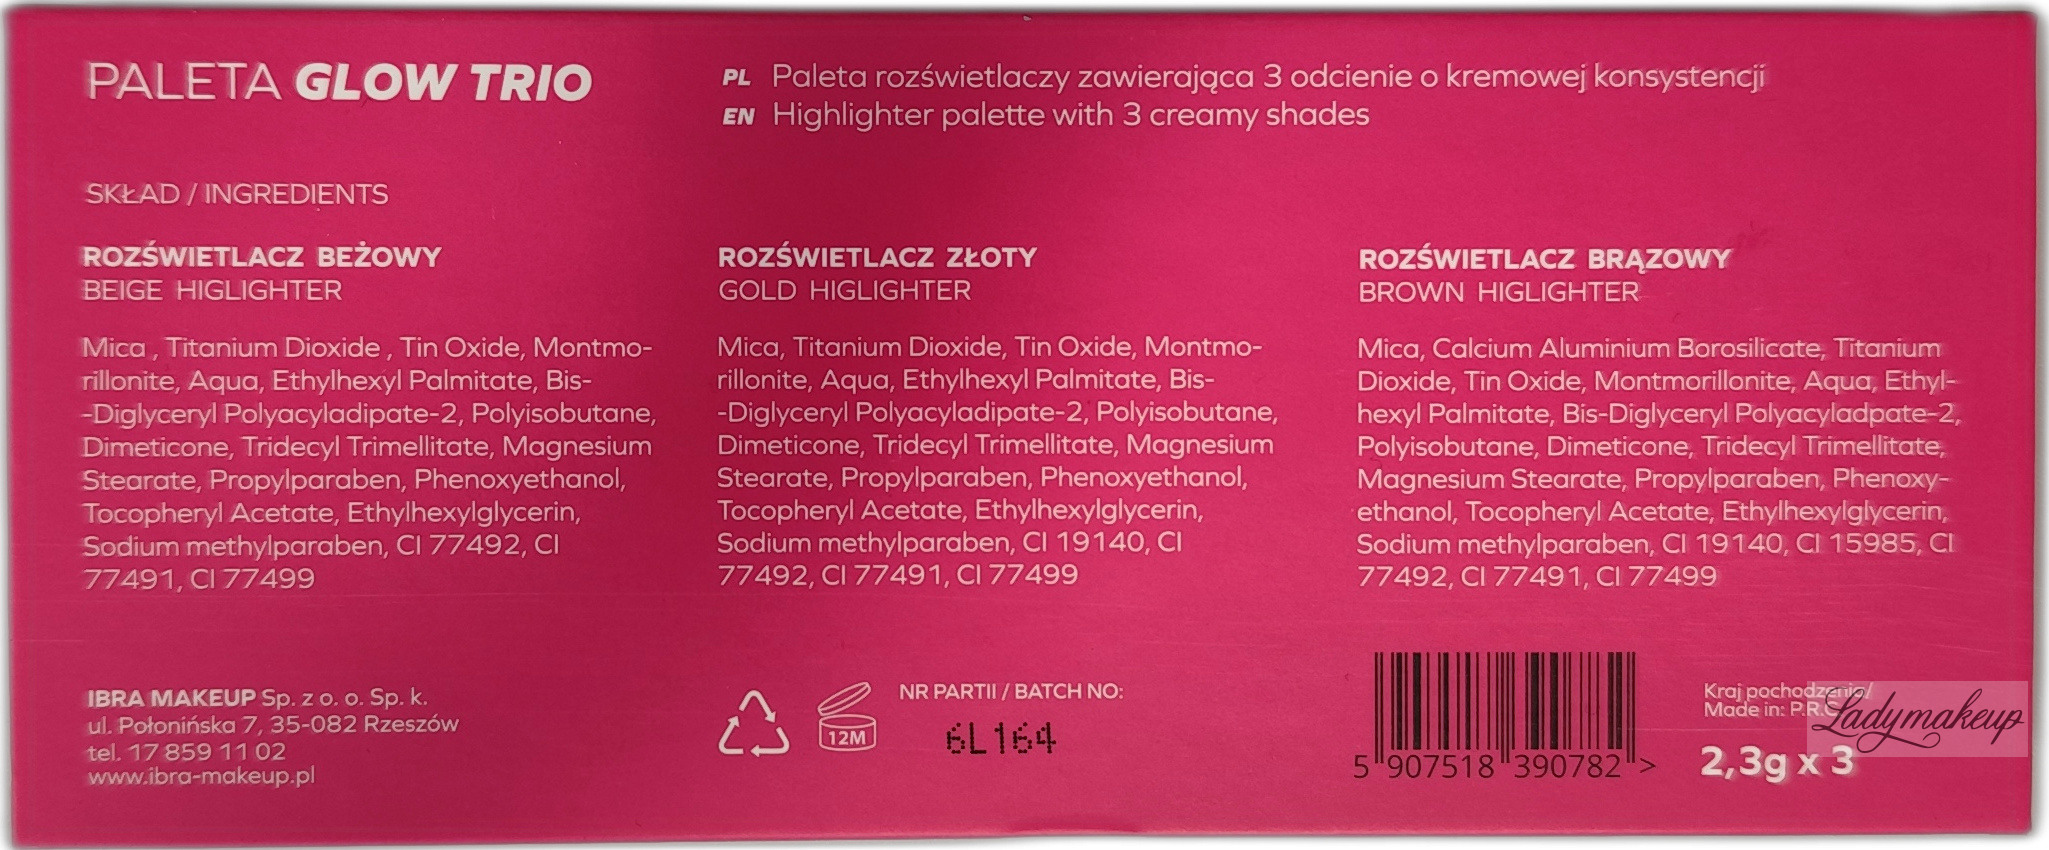 PALETA GLOW TRIO
PL Paleta rozświetlaczy zawierająca 3 odcienie o kremowej konsystencji
EN Highlighter palette with 3 creamy shades
SKŁAD / INGREDIENTS
ROZŚWIETLACZ BEŻOWY
BEIGE HIGLIGHTER
Mica , Titanium Dioxide , Tin Oxide, Montmo-
rillonite, Aqua, Ethylhexyl Palmitate, Bis-
-Diglyceryl Polyacyladipate-2, Polyisobutane,
Dimeticone, Tridecyl Trimellitate, Magnesium
Stearate, Propylparaben, Phenoxyethanol,
Tocopheryl Acetate, Ethylhexylglycerin,
Sodium methylparaben, CI 77492, CI
77491, CI 77499
ROZŚWIETLACZ ZŁOTY
GOLD HIGLIGHTER
Mica, Titanium Dioxide, Tin Oxide, Montmo-
rillonite, Aqua, Ethylhexyl Palmitate, Bis-
-Diglyceryl Polyacyladipate-2, Polyisobutane,
Dimeticone, Tridecyl Trimellitate, Magnesium
Stearate, Propylparaben, Phenoxyethanol,
Tocopheryl Acetate, Ethylhexylglycerin,
Sodium methylparaben, CI 19140, CI
77492, CI 77491, CI 77499
ROZŚWIETLACZ BRĄZOWY
BROWN HIGLIGHTER
Mica, Calcium Aluminium Borosilicate, Titanium
Dioxide, Tin Oxide, Montmorillonite, Aqua, Ethyl-
hexyl Palmitate, Bis-Diglyceryl Polyacyladpate-2,
Polyisobutane, Dimeticone, Tridecyl Trimellitate,
Magnesium Stearate, Propylparaben, Phenoxy-
ethanol, Tocopheryl Acetate, Ethylhexylglycerin,
Sodium methylparaben, CI 19140, CI 15985, CI
77492, CI 77491, CI 77499
IBRA MAKEUP Sp. z o. o. Sp. k.
ul. Połonińska 7, 35-082 Rzeszów
tel. 17 859 11 02
www.ibra-makeup.pl
12M
NR PARTII / BATCH NO:
6L164
5 907518 390782 >
Kraj pochodzenia/
Made in: P.R.C
Ladymakeup
2,3g x 3